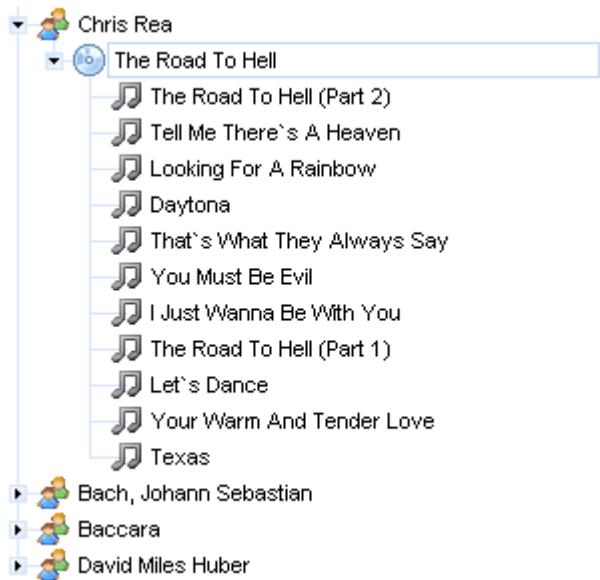 Chris Rea
The Road To Hell
The Road To Hell (Part 2)
Tell Me There`s A Heaven
Looking For A Rainbow
Daytona
That`s What They Always Say
You Must Be Evil
I Just Wanna Be With You
The Road To Hell (Part 1)
Let`s Dance
Your Warm And Tender Love
Texas
Bach, Johann Sebastian
Baccara
David Miles Huber